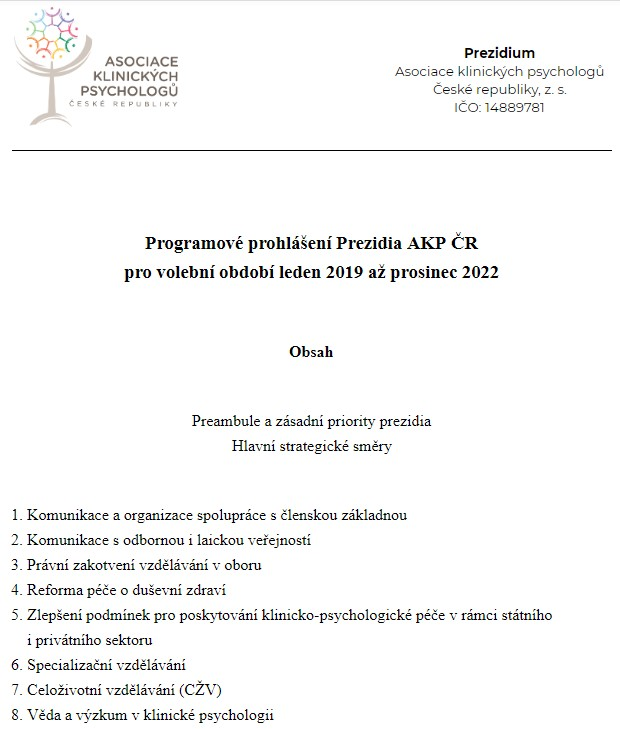 ASOCIACE
KLINICKÝCH
PSYCHOLOGŮ
ČESKÉ REPUBLIKY
Prezidium
Asociace klinických psychologů
České republiky, z. s.
IČO: 14889781
Programové prohlášení Prezidia AKP ČR
pro volební období leden 2019 až prosinec 2022
Obsah
Preambule a zásadní priority prezidia
Hlavní strategické směry
1. Komunikace a organizace spolupráce s členskou základnou
2. Komunikace s odbornou i laickou veřejností
3. Právní zakotvení vzdělávání v oboru
4. Reforma péče o duševní zdraví
5. Zlepšení podmínek pro poskytování klinicko-psychologické péče v rámci státního
i privátního sektoru
6. Specializační vzdělávání
7. Celoživotní vzdělávání (CŽV)
8. Věda a výzkum v klinické psychologii